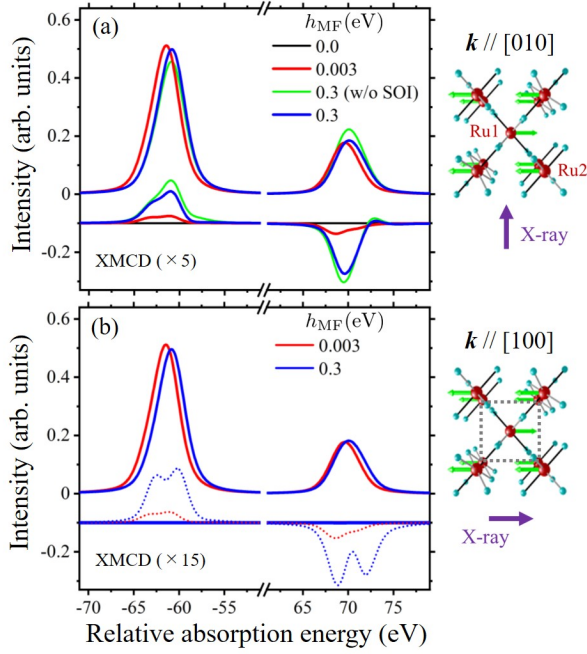 (a)
h_MF (eV)
0.0
0.003
0.3 (w/o SOI)
0.3
k // [010]
Ru1
Ru2
X-ray
XMCD (×5)
Intensity (arb. units)
0.6
0.4
0.2
0
-0.2
(b)
h_MF (eV)
0.003
0.3
k // [100]
X-ray
XMCD (×15)
Intensity (arb. units)
0.6
0.4
0.2
0
-0.2
-70 -65 -60 -55 65 70 75
Relative absorption energy (eV)